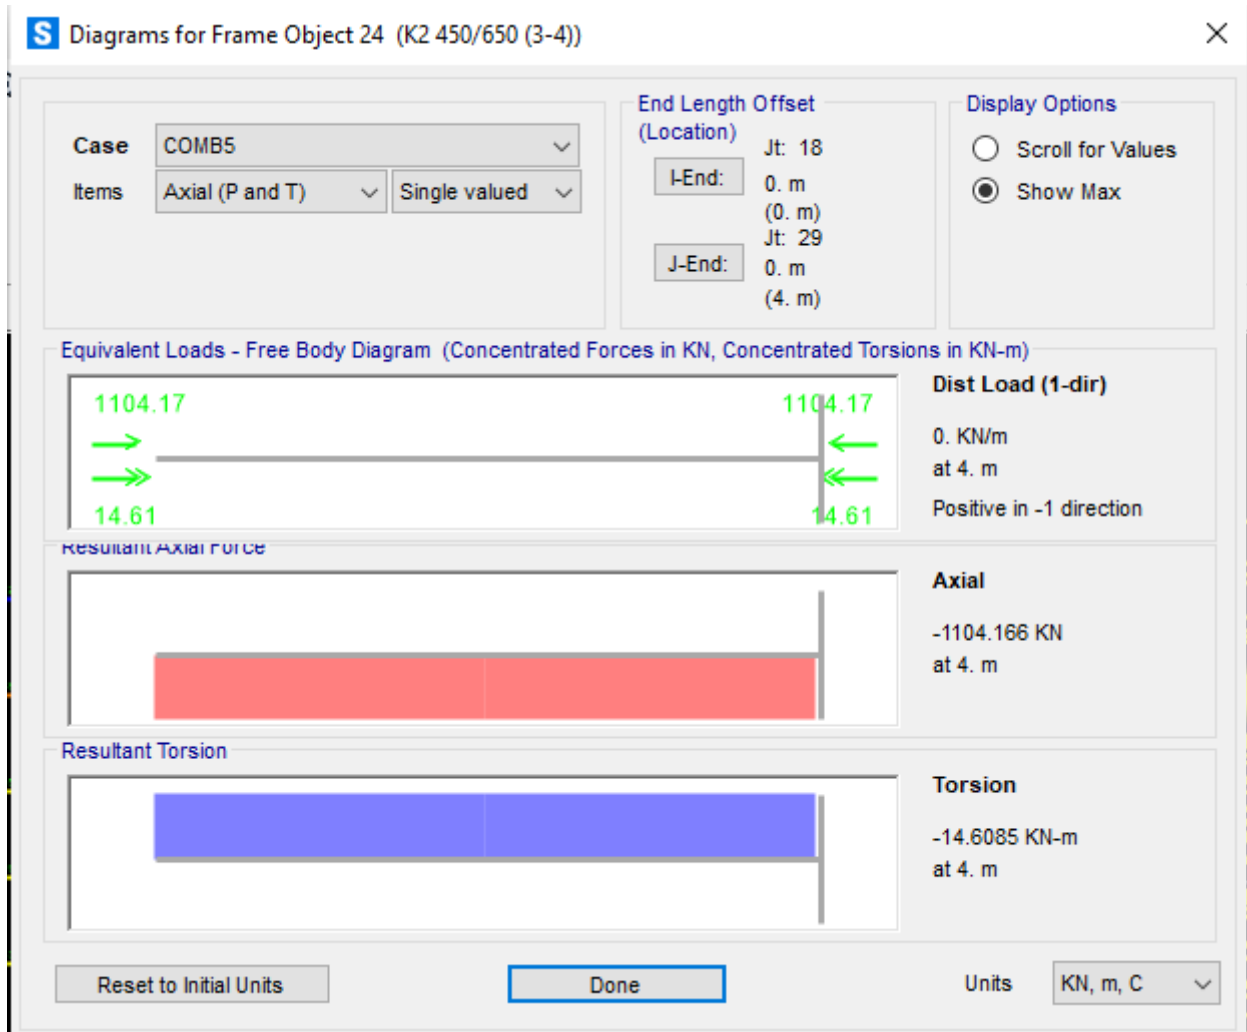 S Diagrams for Frame Object 24 (K2 450/650 (3-4))
Case COMB5
Items Axial (P and T) Single valued
End Length Offset
(Location)
Jt: 18
I-End: 0. m
(0. m)
Jt: 29
J-End: 0. m
(4. m)
Display Options
Scroll for Values
Show Max
Equivalent Loads - Free Body Diagram (Concentrated Forces in KN, Concentrated Torsions in KN-m)
1104.17 1104.17
14.61 14.61
Dist Load (1-dir)
0. KN/m
at 4. m
Positive in -1 direction
Resultant Axial Force
Axial
-1104.166 KN
at 4. m
Resultant Torsion
Torsion
-14.6085 KN-m
at 4. m
Reset to Initial Units Done Units KN, m, C